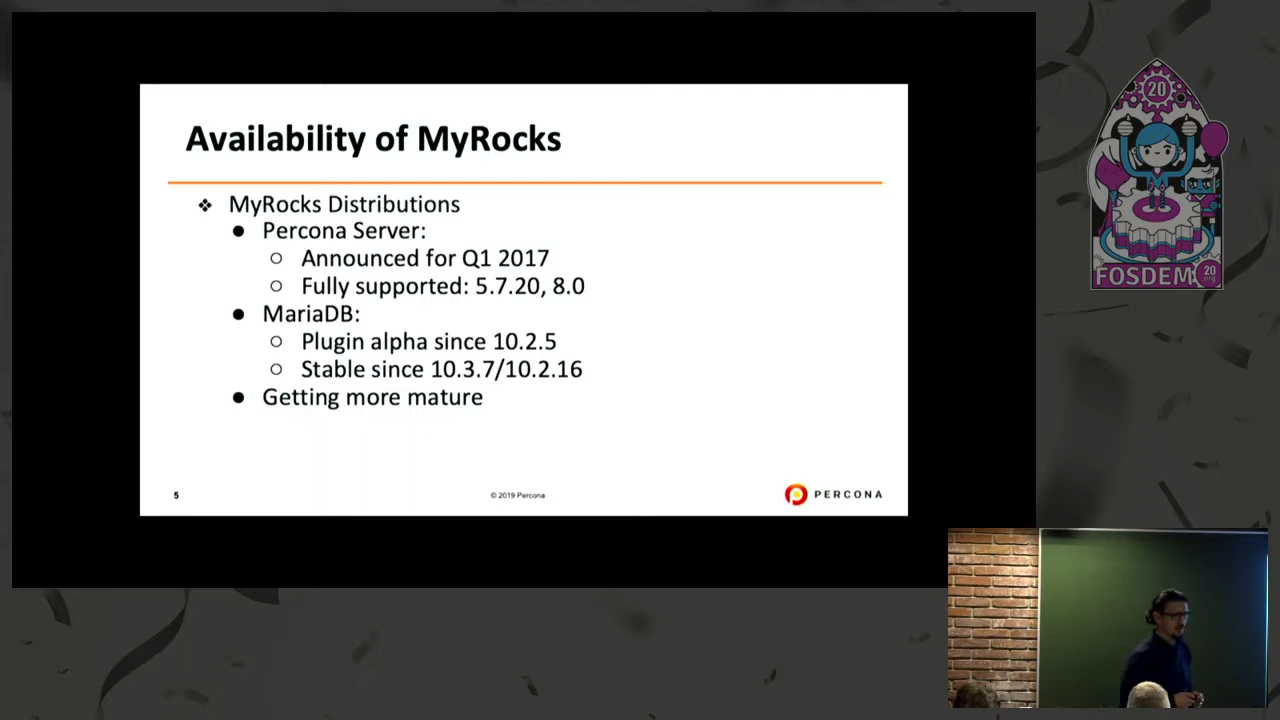 Availability of MyRocks
❖ MyRocks Distributions
● Percona Server:
○ Announced for Q1 2017
○ Fully supported: 5.7.20, 8.0
● MariaDB:
○ Plugin alpha since 10.2.5
○ Stable since 10.3.7/10.2.16
● Getting more mature
5
© 2019 Percona
PERCONA
20
FOSDEM
20
org